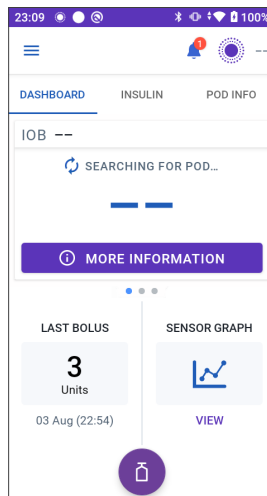 23:09 100%
1 --
DASHBOARD INSULIN POD INFO
IOB --
SEARCHING FOR POD...
— —
MORE INFORMATION
LAST BOLUS SENSOR GRAPH
3
Units
03 Aug (22:54) VIEW